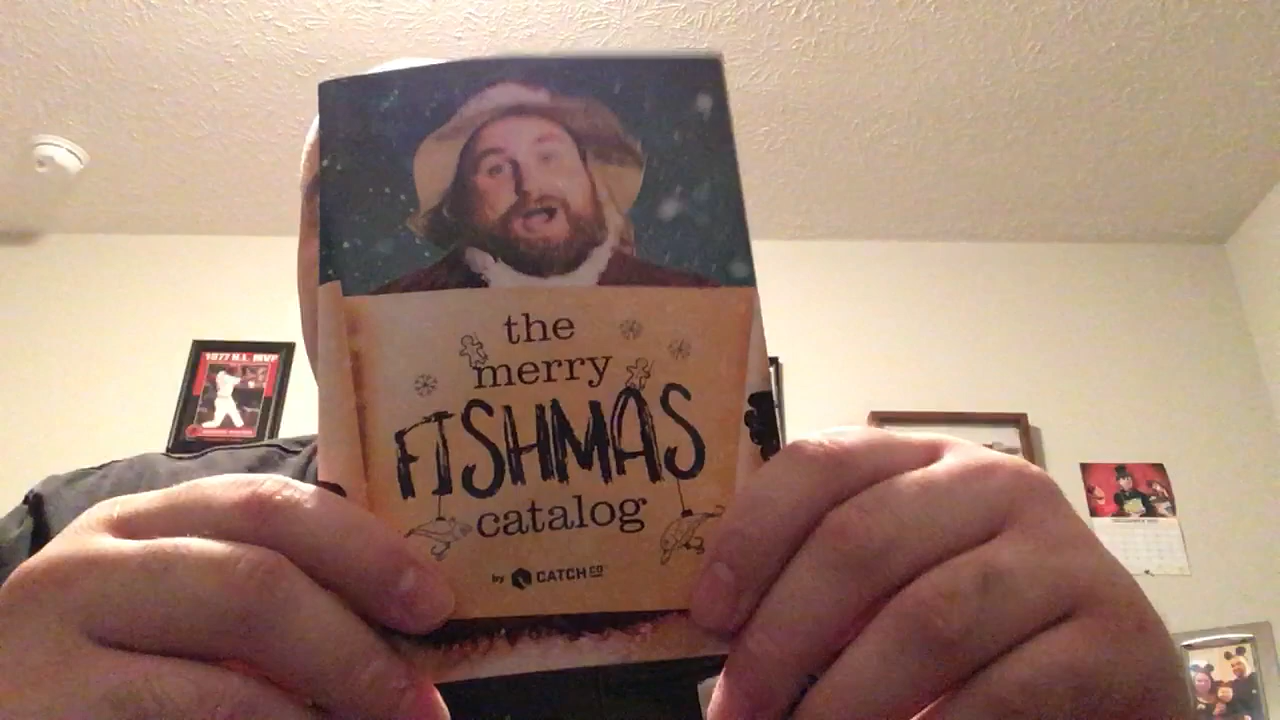 1977 N.L. MVP
the
merry
FISHMAS
catalog
by CATCH CO